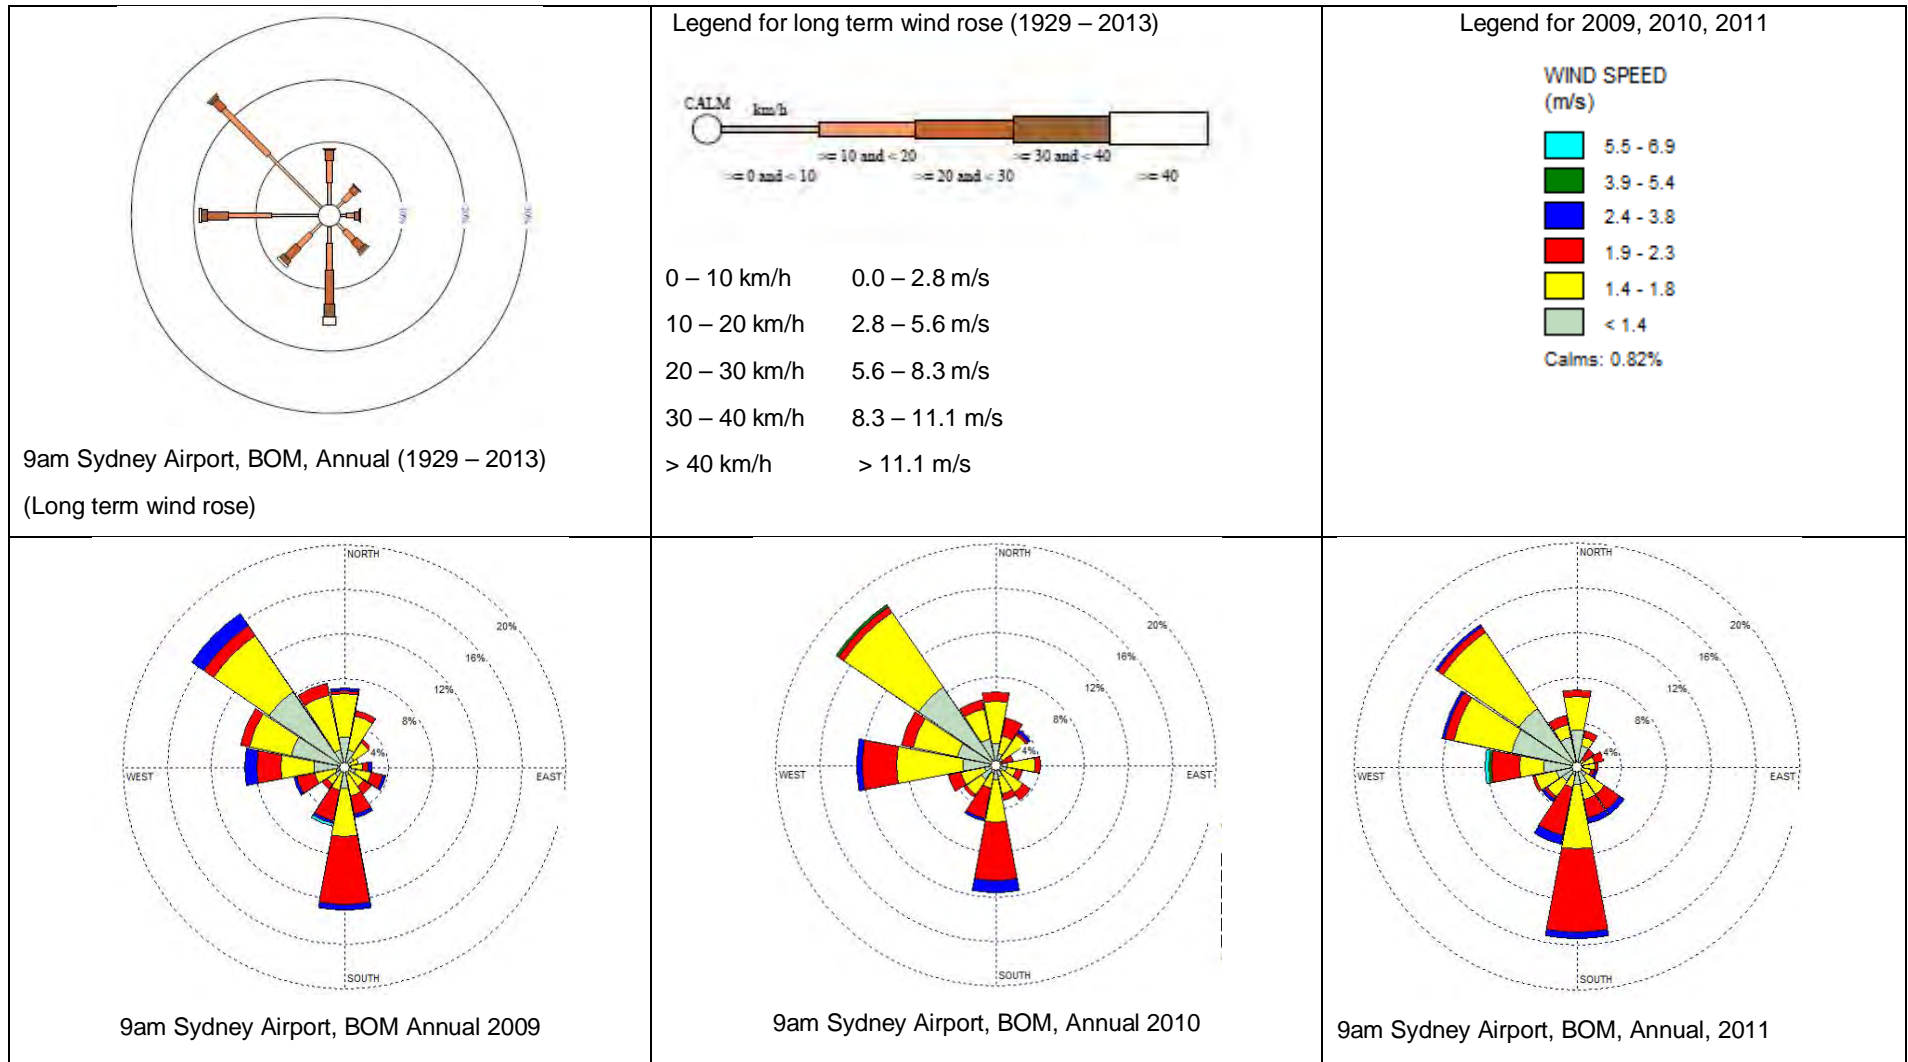 10%
20%
30%
9am Sydney Airport, BOM, Annual (1929 – 2013)
(Long term wind rose)
Legend for long term wind rose (1929 – 2013)
CALM
km/h
>= 10 and < 20
>= 30 and < 40
>= 0 and < 10
>= 20 and < 30
>= 40
0 – 10 km/h 0.0 – 2.8 m/s
10 – 20 km/h 2.8 – 5.6 m/s
20 – 30 km/h 5.6 – 8.3 m/s
30 – 40 km/h 8.3 – 11.1 m/s
> 40 km/h > 11.1 m/s
Legend for 2009, 2010, 2011
WIND SPEED
(m/s)
5.5 - 6.9
3.9 - 5.4
2.4 - 3.8
1.9 - 2.3
1.4 - 1.8
< 1.4
Calms: 0.82%
NORTH
20%
16%
12%
8%
4%
WEST
EAST
SOUTH
9am Sydney Airport, BOM Annual 2009
NORTH
20%
16%
12%
8%
4%
WEST
EAST
SOUTH
9am Sydney Airport, BOM, Annual 2010
NORTH
20%
16%
12%
8%
4%
WEST
EAST
SOUTH
9am Sydney Airport, BOM, Annual, 2011